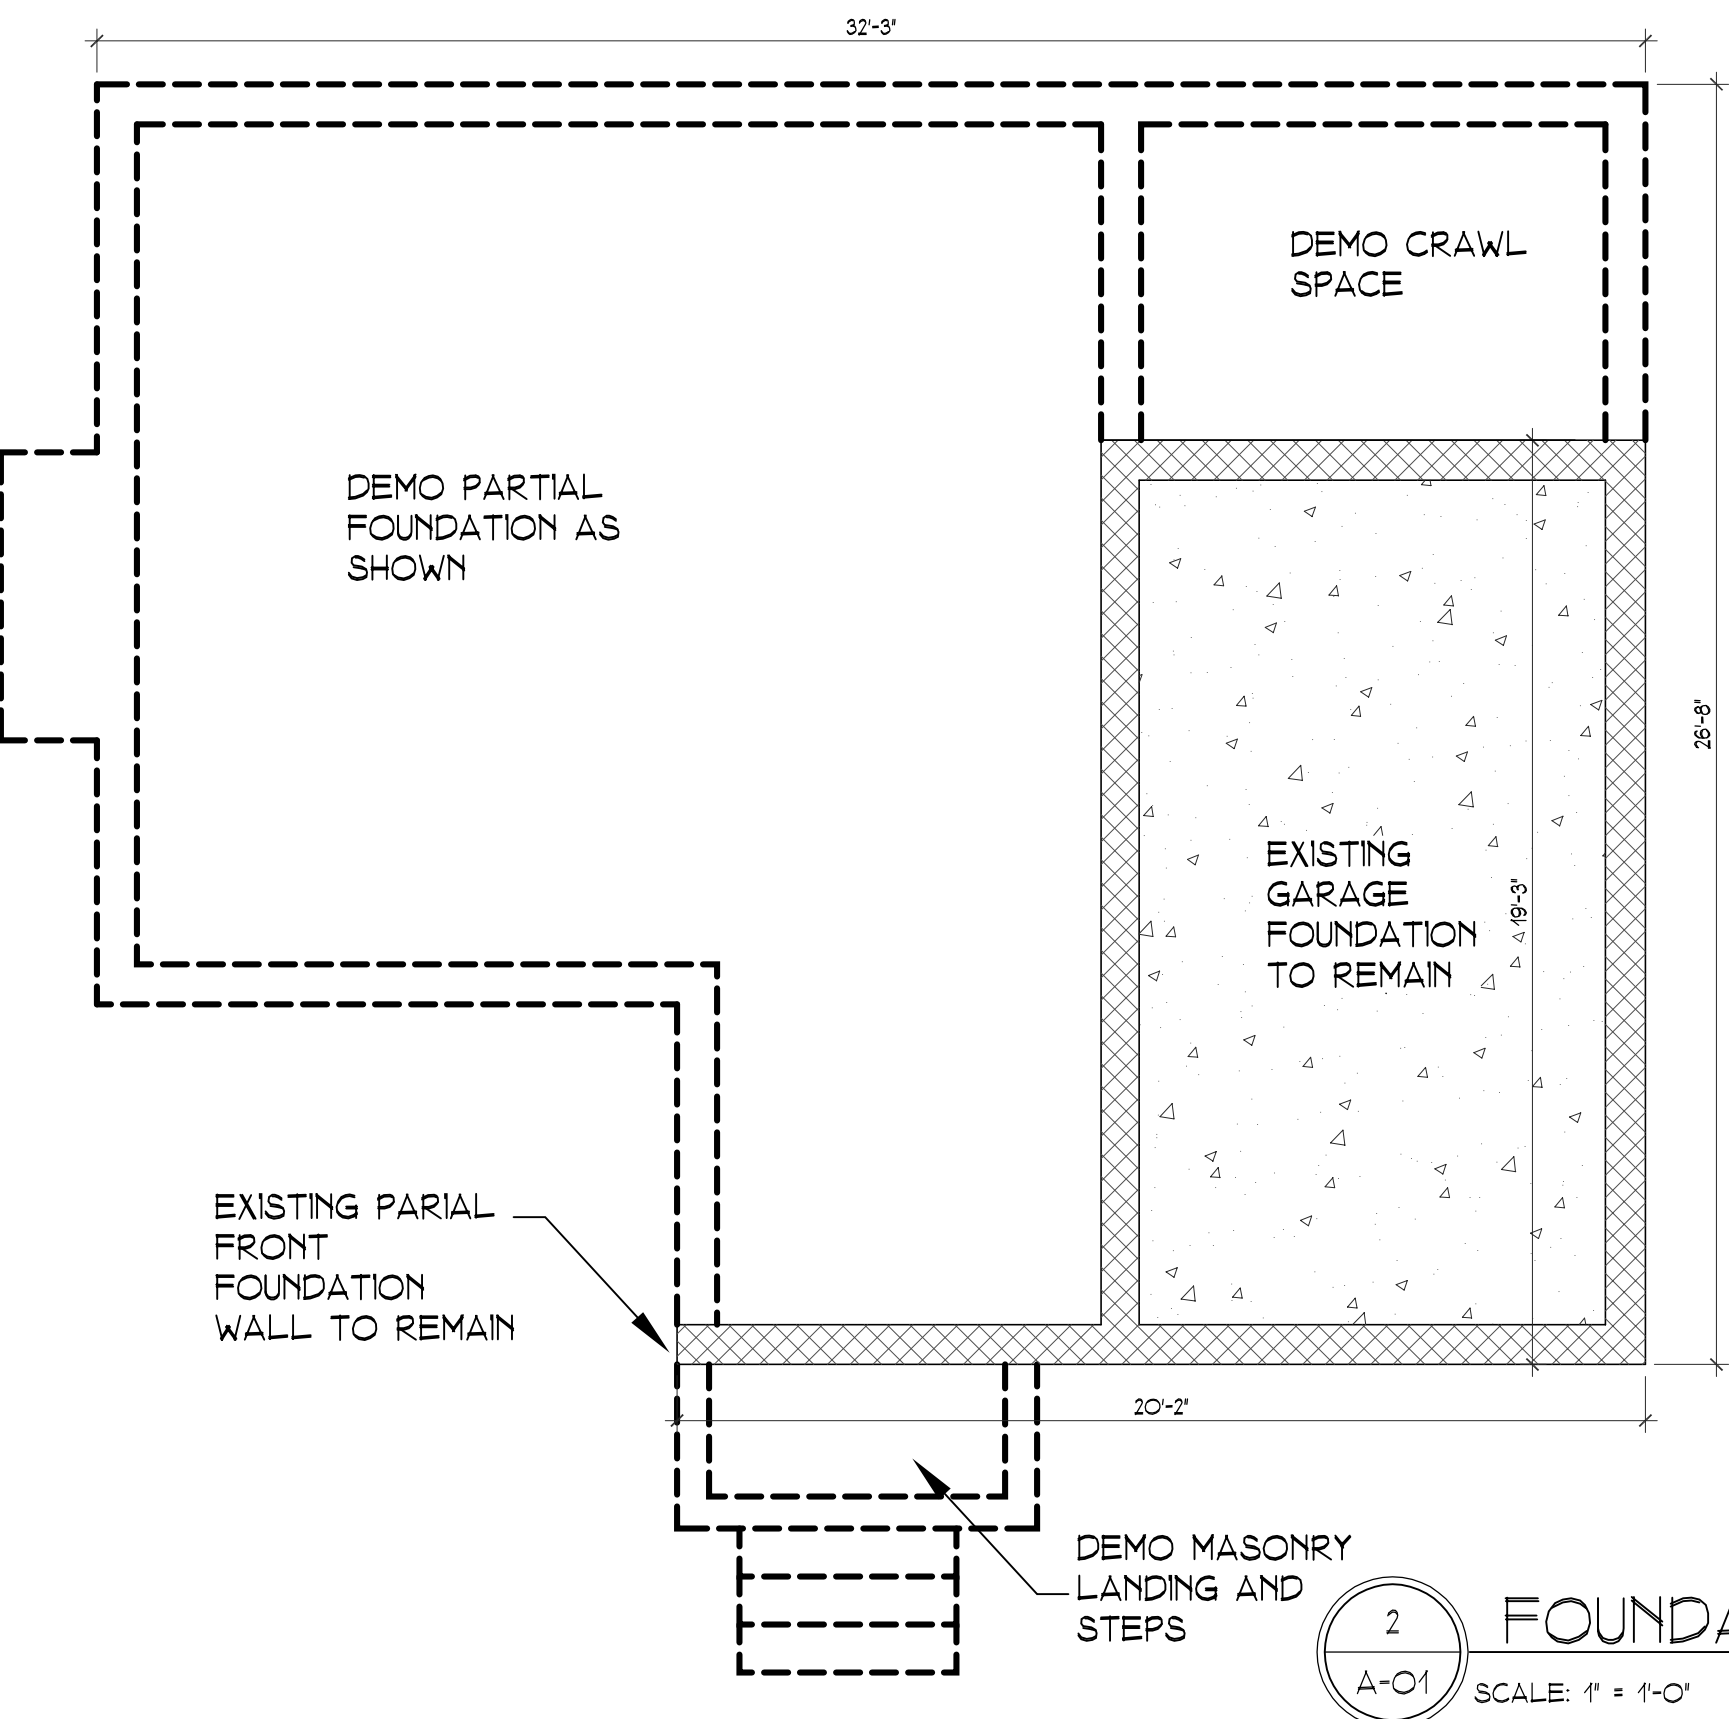 32'-3"
DEMO CRAWL
SPACE
DEMO PARTIAL
FOUNDATION AS
SHOWN
26'-8"
EXISTING
GARAGE
FOUNDATION
TO REMAIN
19'-3"
EXISTING PARIAL
FRONT
FOUNDATION
WALL TO REMAIN
20'-2"
DEMO MASONRY
LANDING AND
STEPS
2
A-01
FOUNDA
SCALE: 1" = 1'-0"